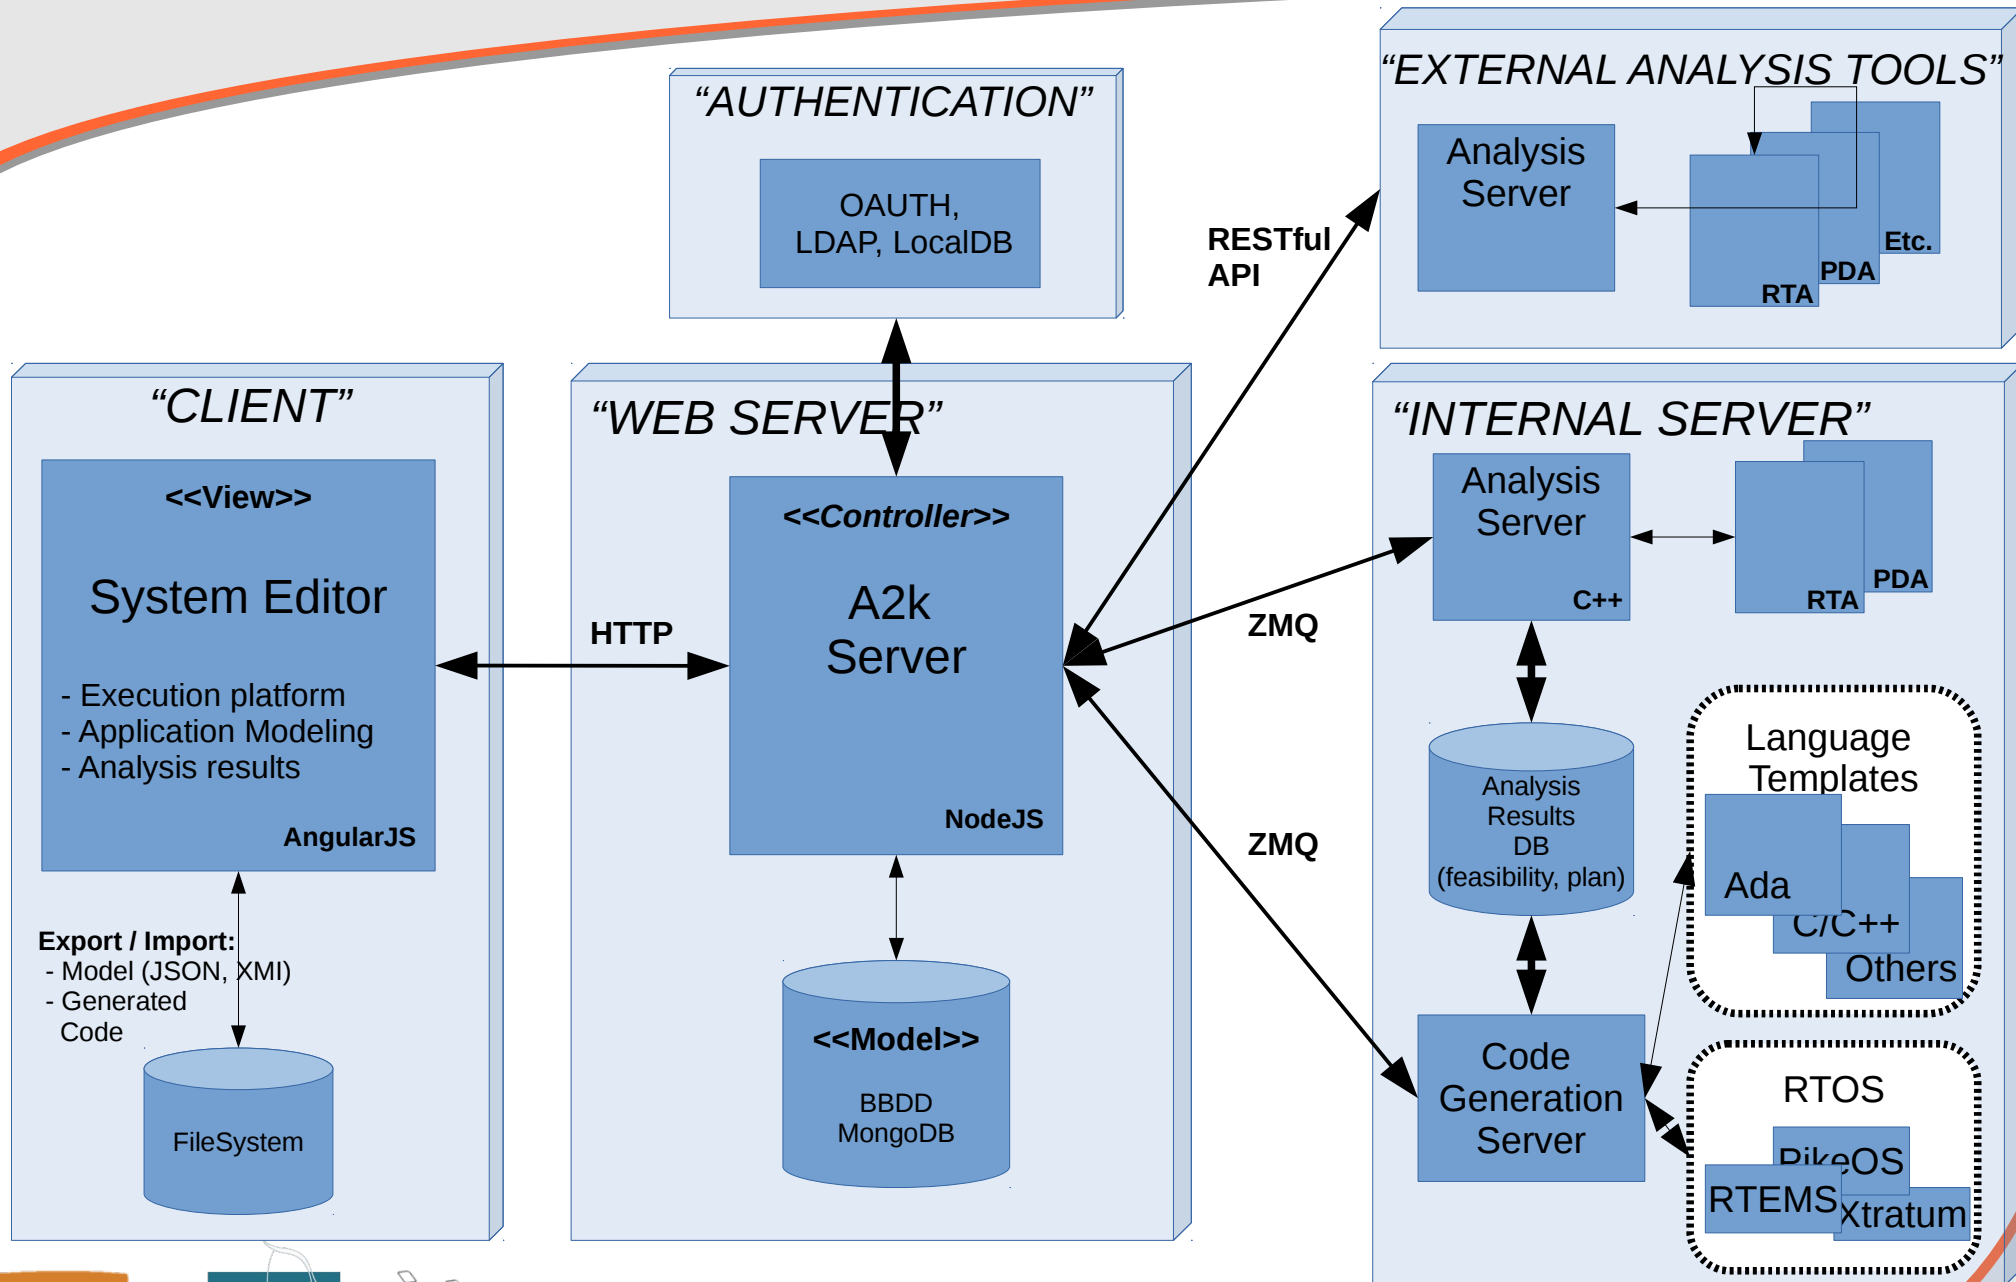 “EXTERNAL ANALYSIS TOOLS”
Analysis
Server
Etc.
PDA
RTA
“AUTHENTICATION”
OAUTH,
LDAP, LocalDB
RESTful
API
“CLIENT”
<<View>>
System Editor
- Execution platform
- Application Modeling
- Analysis results
AngularJS
Export / Import:
- Model (JSON, XMI)
- Generated
Code
FileSystem
HTTP
“WEB SERVER”
<<Controller>>
A2k
Server
NodeJS
<<Model>>
BBDD
MongoDB
ZMQ
ZMQ
“INTERNAL SERVER”
Analysis
Server
C++
PDA
RTA
Analysis
Results
DB
(feasibility, plan)
Language
Templates
Ada
C/C++
Others
Code
Generation
Server
RTOS
PikeOS
RTEMS
Xtratum